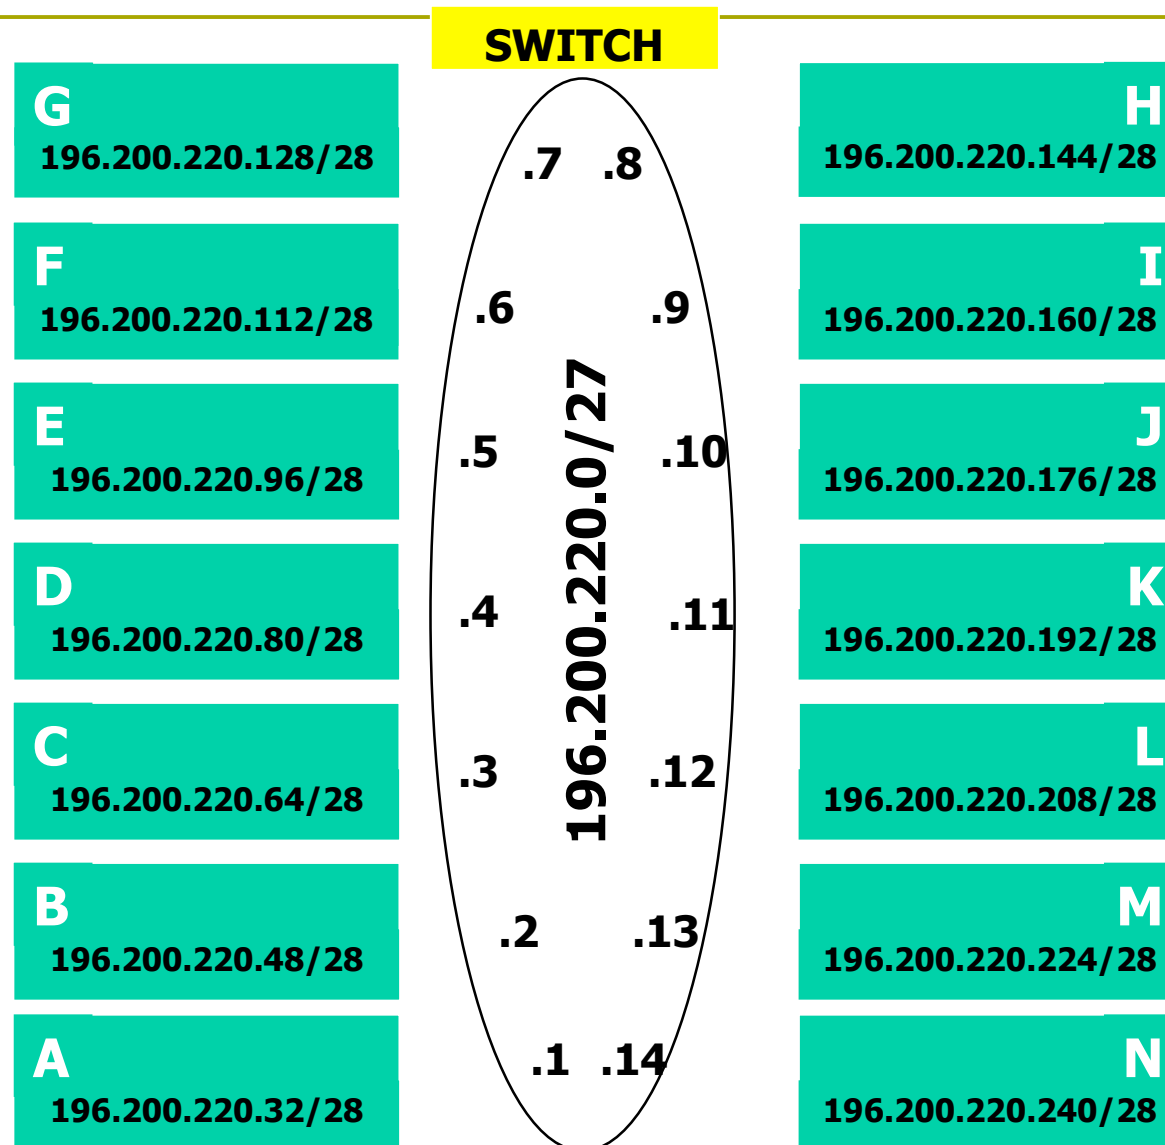 SWITCH
G
196.200.220.128/28
.7 .8
H
196.200.220.144/28
F
196.200.220.112/28
.6 .9
I
196.200.220.160/28
E
196.200.220.96/28
.5 .10
J
196.200.220.176/28
196.200.220.0/27
D
196.200.220.80/28
.4 .11
K
196.200.220.192/28
C
196.200.220.64/28
.3 .12
L
196.200.220.208/28
B
196.200.220.48/28
.2 .13
M
196.200.220.224/28
A
196.200.220.32/28
.1 .14
N
196.200.220.240/28